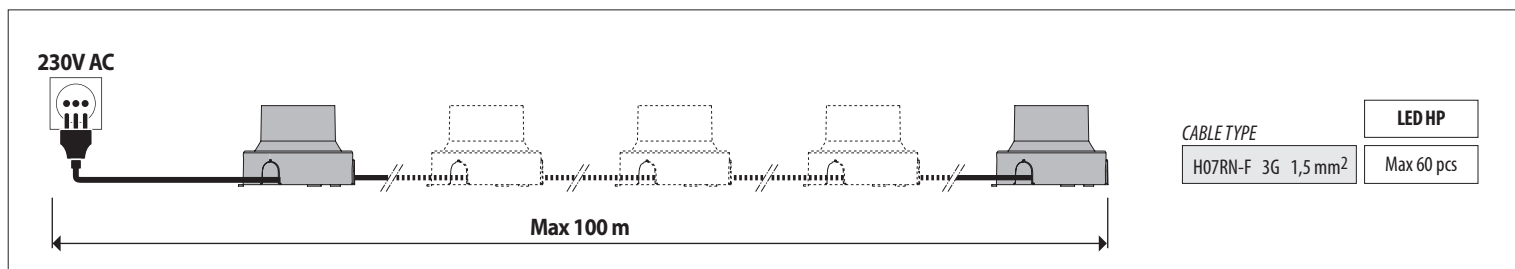 230V AC
Max 100 m
LED HP
CABLE TYPE
H07RN-F 3G 1,5 mm²
Max 60 pcs